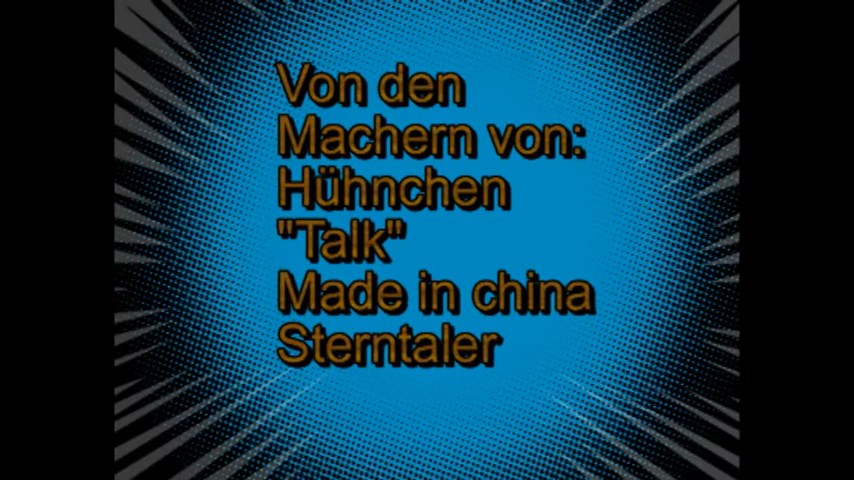 Von den
Machern von:
Hühnchen
"Talk"
Made in china
Sterntaler